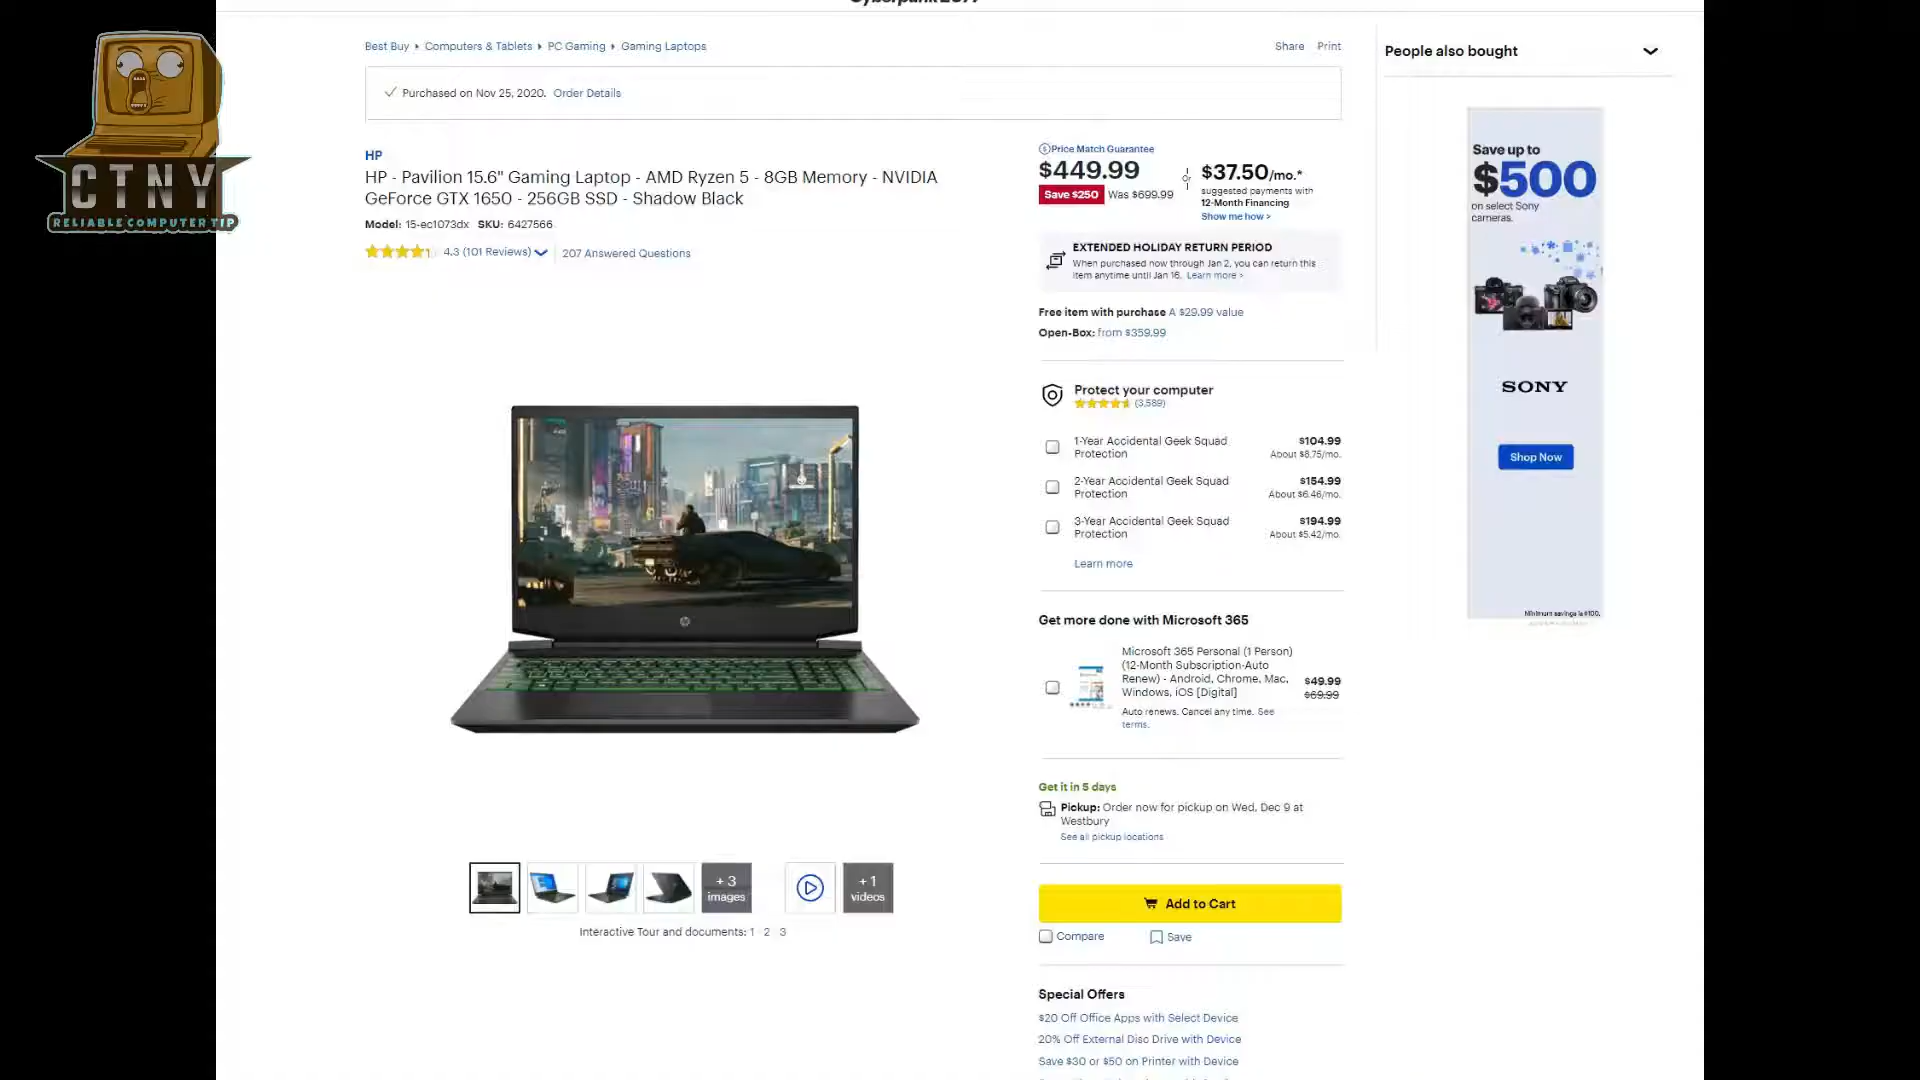 CTNY
RELIABLE COMPUTER TIP
Best Buy
Computers & Tablets
PC Gaming
Gaming Laptops
Share
Print
Purchased on Nov 25, 2020. Order Details
HP
HP - Pavilion 15.6" Gaming Laptop - AMD Ryzen 5 - 8GB Memory - NVIDIA
GeForce GTX 1650 - 256GB SSD - Shadow Black
Model: 15-ec1073dx SKU: 6427566
4.3 (101 Reviews)
207 Answered Questions
+ 3
images
+ 1
videos
Interactive Tour and documents: 1 2 3
Price Match Guarantee
$449.99
Save $250 Was $699.99
or
$37.50/mo.*
suggested payments with
12-Month Financing
Show me how >
EXTENDED HOLIDAY RETURN PERIOD
When purchased now through Jan 2, you can return this
item anytime until Jan 16. Learn more >
Free item with purchase A $29.99 value
Open-Box: from $359.99
Protect your computer
(3,589)
1-Year Accidental Geek Squad
Protection
$104.99
About $8.75/mo.
2-Year Accidental Geek Squad
Protection
$154.99
About $6.46/mo.
3-Year Accidental Geek Squad
Protection
$194.99
About $5.42/mo.
Learn more
Get more done with Microsoft 365
Microsoft 365 Personal (1 Person)
(12-Month Subscription-Auto
Renew) - Android, Chrome, Mac,
Windows, iOS [Digital]
$49.99
$69.99
Auto renews. Cancel any time. See
terms.
Get it in 5 days
Pickup: Order now for pickup on Wed, Dec 9 at
Westbury
See all pickup locations
Add to Cart
Compare
Save
Special Offers
$20 Off Office Apps with Select Device
20% Off External Disc Drive with Device
Save $30 or $50 on Printer with Device
People also bought
Save up to
$500
on select Sony
cameras.
SONY
Shop Now
Minimum savings is $100.